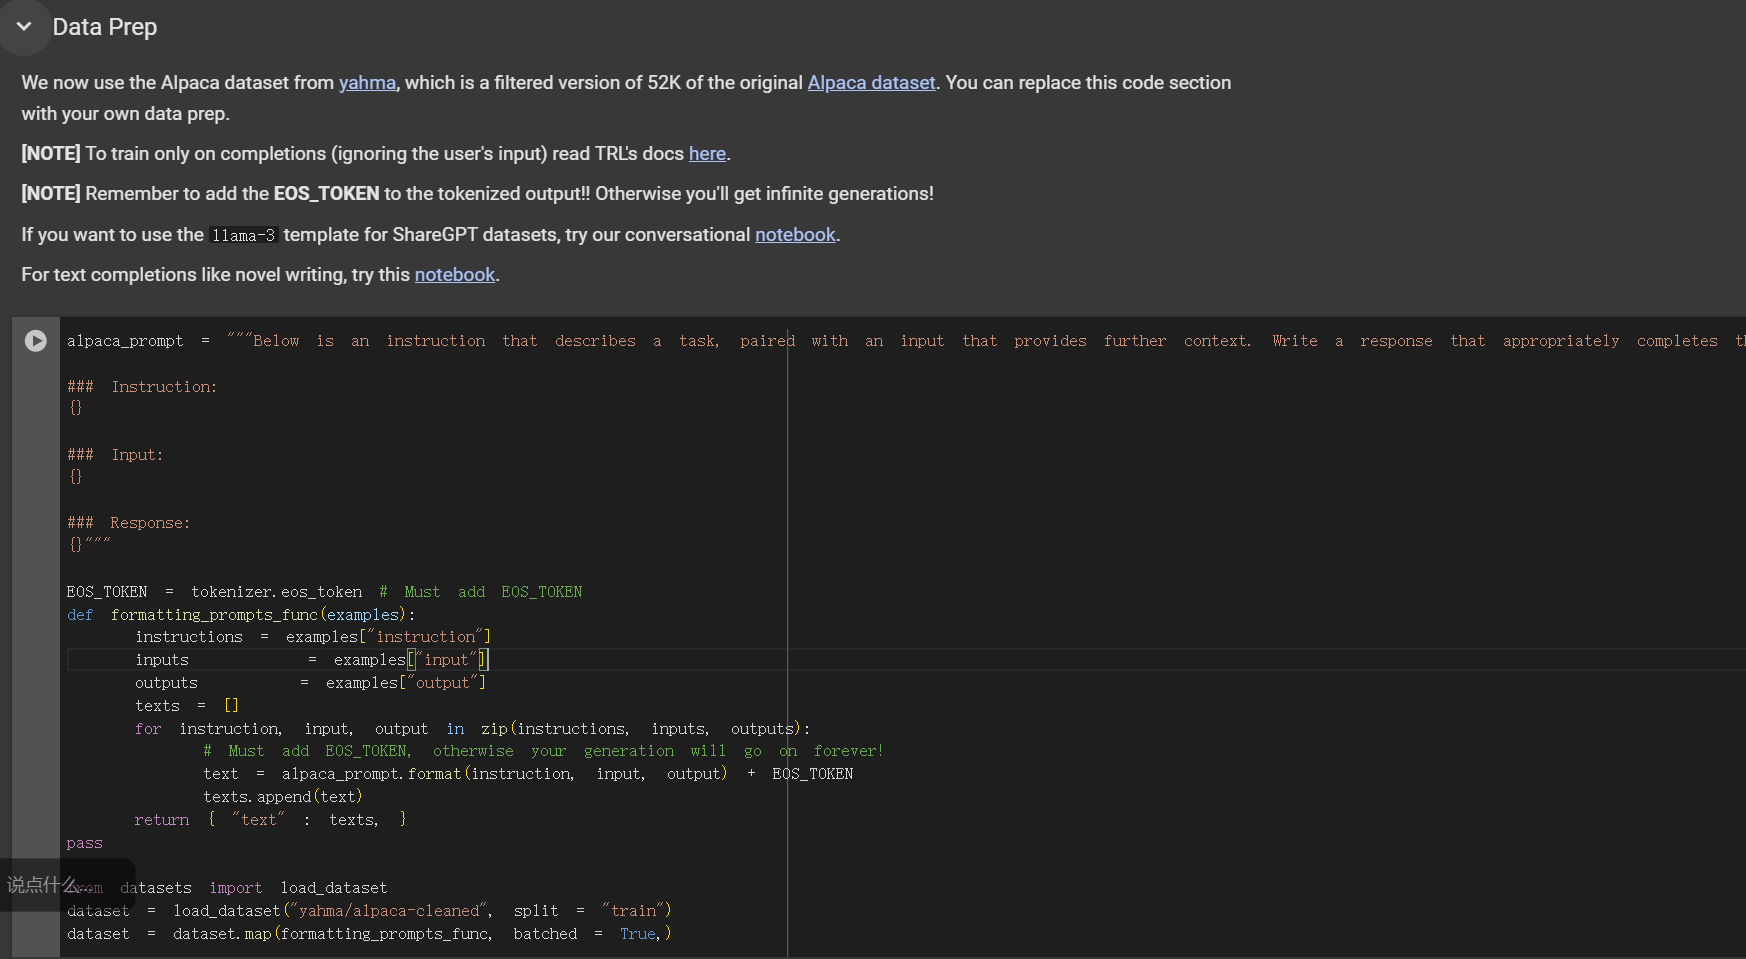 Data Prep
We now use the Alpaca dataset from yahma, which is a filtered version of 52K of the original Alpaca dataset. You can replace this code section
with your own data prep.
[NOTE] To train only on completions (ignoring the user's input) read TRL's docs here.
[NOTE] Remember to add the EOS_TOKEN to the tokenized output!! Otherwise you'll get infinite generations!
If you want to use the llama-3 template for ShareGPT datasets, try our conversational notebook.
For text completions like novel writing, try this notebook.
alpaca_prompt = """Below is an instruction that describes a task, paired with an input that provides further context. Write a response that appropriately completes
### Instruction:
{}
### Input:
{}
### Response:
{}"""
EOS_TOKEN = tokenizer.eos_token # Must add EOS_TOKEN
def formatting_prompts_func(examples):
instructions = examples["instruction"]
inputs = examples["input"]
outputs = examples["output"]
texts = []
for instruction, input, output in zip(instructions, inputs, outputs):
# Must add EOS_TOKEN, otherwise your generation will go on forever!
text = alpaca_prompt.format(instruction, input, output) + EOS_TOKEN
texts.append(text)
return { "text" : texts, }
pass
说点什么...
from datasets import load_dataset
dataset = load_dataset("yahma/alpaca-cleaned", split = "train")
dataset = dataset.map(formatting_prompts_func, batched = True,)